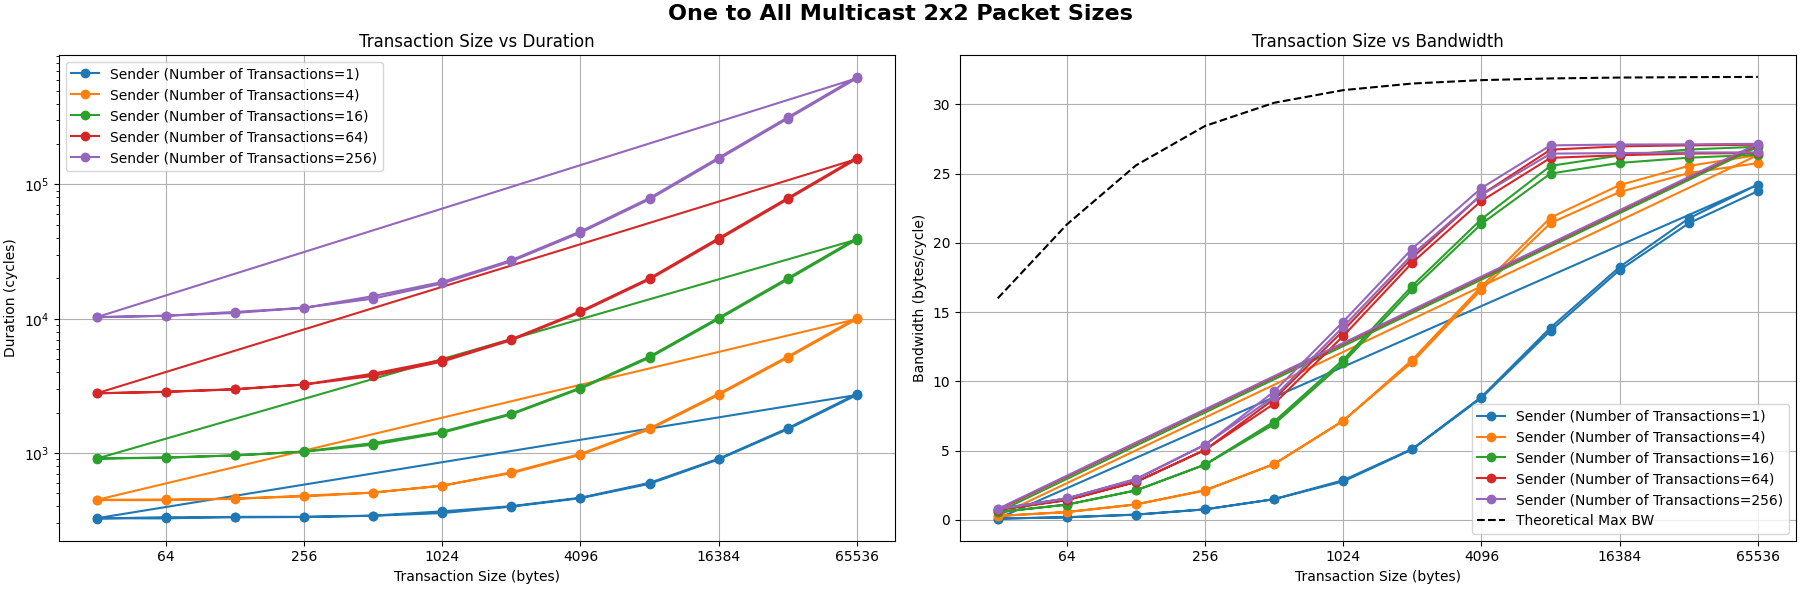 One to All Multicast 2x2 Packet Sizes
Transaction Size vs Duration
Sender (Number of Transactions=1)
Sender (Number of Transactions=4)
Sender (Number of Transactions=16)
Sender (Number of Transactions=64)
Sender (Number of Transactions=256)
Duration (cycles)
10^5
10^4
10^3
64 256 1024 4096 16384 65536
Transaction Size (bytes)
Transaction Size vs Bandwidth
Bandwidth (bytes/cycle)
30
25
20
15
10
5
0
Sender (Number of Transactions=1)
Sender (Number of Transactions=4)
Sender (Number of Transactions=16)
Sender (Number of Transactions=64)
Sender (Number of Transactions=256)
Theoretical Max BW
64 256 1024 4096 16384 65536
Transaction Size (bytes)